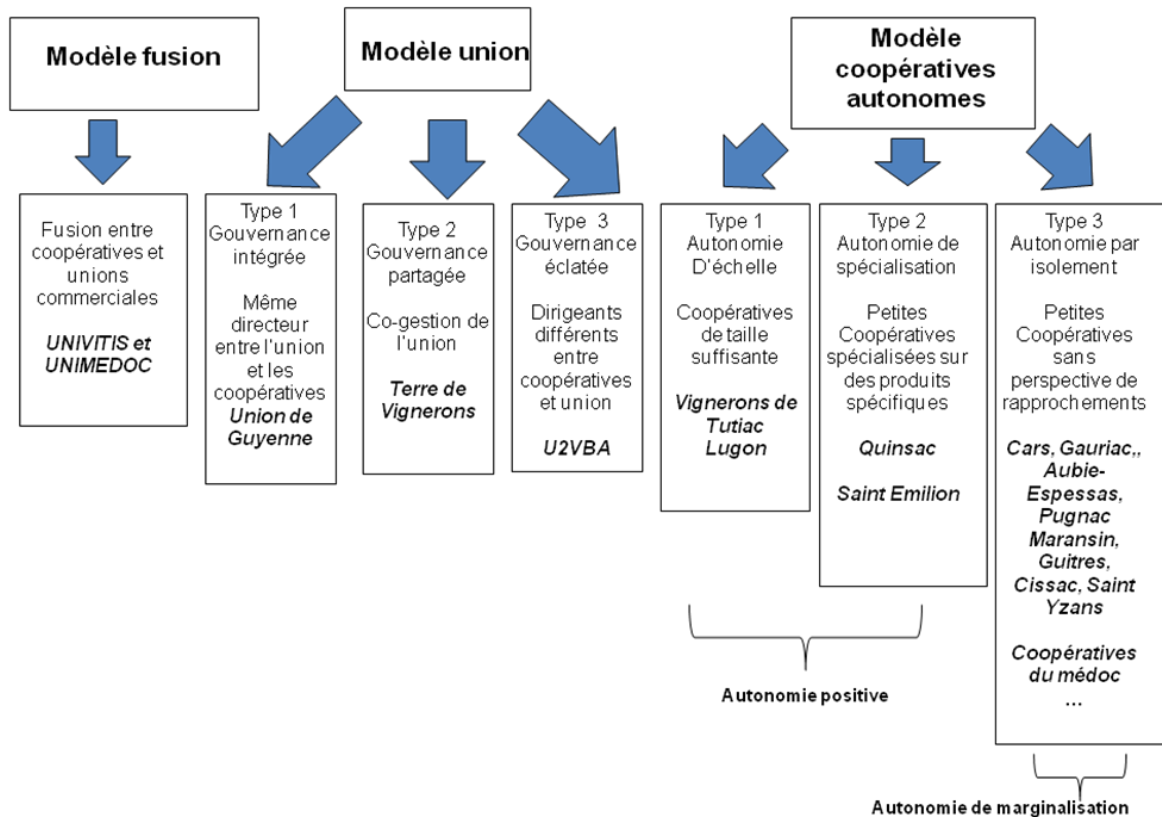 Modèle fusion
Modèle union
Modèle
coopératives
autonomes
Fusion entre
coopératives et
unions
commerciales
UNIVITIS et
UNIMEDOC
Type 1
Gouvernance
intégrée
Même
directeur
entre l'union
et les
coopératives
Union de
Guyenne
Type 2
Gouvernance
partagée
Co-gestion de
l'union
Terre de
Vignerons
Type 3
Gouvernance
éclatée
Dirigeants
différents
entre
coopératives
et union
U2VBA
Type 1
Autonomie
D'échelle
Coopératives
de taille
suffisante
Vignerons de
Tutiac
Lugon
Type 2
Autonomie de
spécialisation
Petites
Coopératives
spécialisées sur
des produits
spécifiques
Quinsac
Saint Emilion
Type 3
Autonomie par
isolement
Petites
Coopératives
sans
perspective de
rapprochements
Cars, Gauriac,,
Aubie-
Espessas,
Pugnac
Maransin,
Guitres,
Cissac, Saint
Yzans
Coopératives
du médoc
...
Autonomie positive
Autonomie de marginalisation